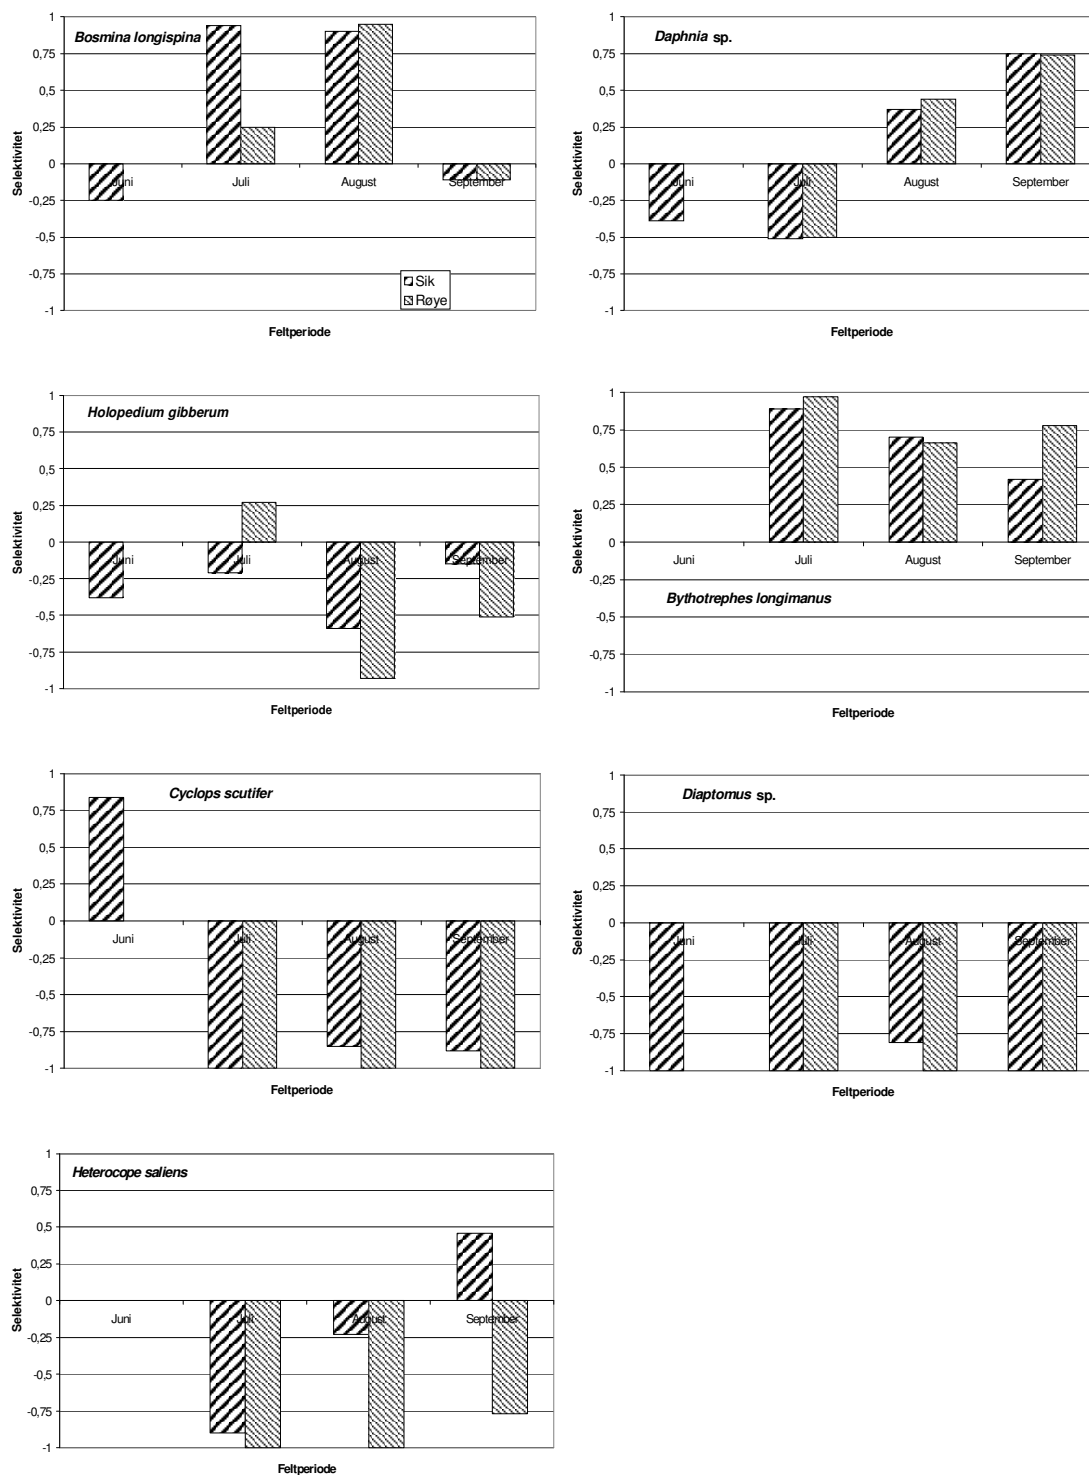 Bosmina longispina
Selektivitet
1
0,75
0,5
0,25
0
-0,25
-0,5
-0,75
-1
Juni
Juli
August
September
Sik
Røye
Feltperiode
Daphnia sp.
Selektivitet
1
0,75
0,5
0,25
0
-0,25
-0,5
-0,75
-1
Juni
Juli
August
September
Feltperiode
Holopedium gibberum
Selektivitet
1
0,75
0,5
0,25
0
-0,25
-0,5
-0,75
-1
Juni
Juli
August
September
Feltperiode
Selektivitet
1
0,75
0,5
0,25
0
-0,25
-0,5
-0,75
-1
Juni
Juli
August
September
Bythotrephes longimanus
Feltperiode
Cyclops scutifer
Selektivitet
1
0,75
0,5
0,25
0
-0,25
-0,5
-0,75
-1
Juni
Juli
August
September
Feltperiode
Diaptomus sp.
Selektivitet
1
0,75
0,5
0,25
0
-0,25
-0,5
-0,75
-1
Juni
Juli
August
September
Feltperiode
Heterocope saliens
Selektivitet
1
0,75
0,5
0,25
0
-0,25
-0,5
-0,75
-1
Juni
Juli
August
September
Feltperiode